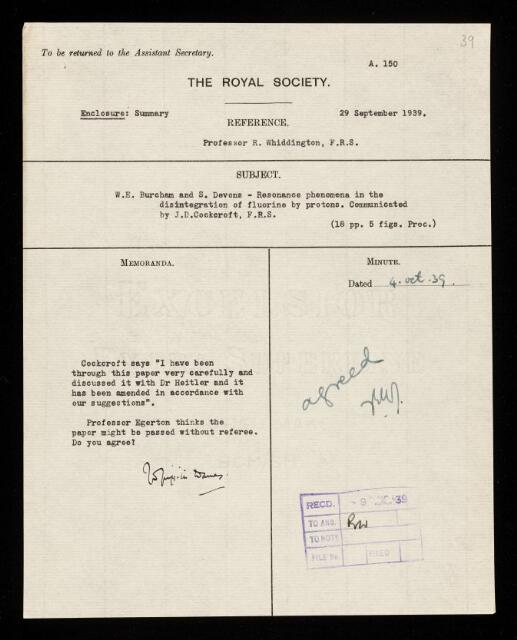 39
To be returned to the Assistant Secretary.
A. 150
THE ROYAL SOCIETY.
Enclosure: Summary
29 September 1939.
REFERENCE.
Professor R. Whiddington, F.R.S.
SUBJECT.
W.E. Burcham and S. Devons - Resonance phenomena in the
disintegration of fluorine by protons. Communicated
by J.D.Cockcroft, F.R.S.
(18 pp. 5 figs. Proc.)
MEMORANDA.
Cockcroft says "I have been
through this paper very carefully and
discussed it with Dr Heitler and it
has been amended in accordance with
our suggestions".
Professor Egerton thinks the
paper might be passed without referee.
Do you agree?
MINUTE.
Dated 4. oct. 39.
agreed
R.W.
RECD. - 9 39
TO ANS. RW
TO NOTE
FILE No. FILED